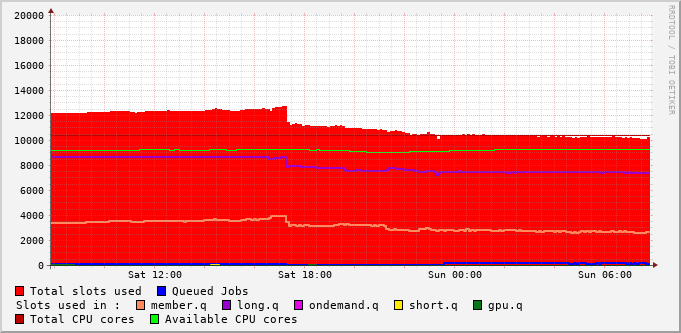 RRDTOOL / TOBI OETIKER
20000
18000
16000
14000
12000
10000
8000
6000
4000
2000
0
Sat 12:00 Sat 18:00 Sun 00:00 Sun 06:00
Total slots used Queued Jobs
Slots used in : member.q long.q ondemand.q short.q gpu.q
Total CPU cores Available CPU cores